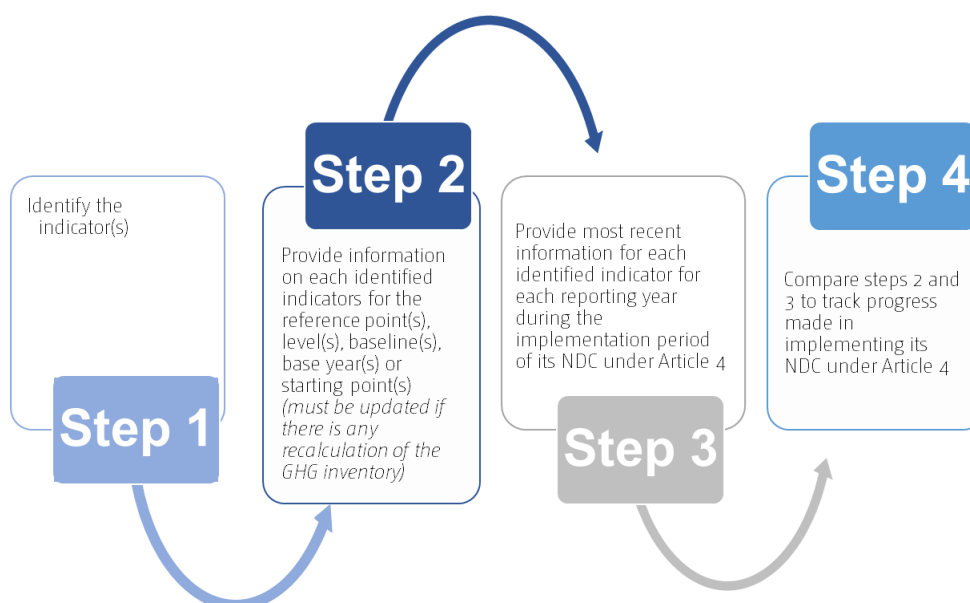 Step 1
Identify the
indicator(s)
Step 2
Provide information
on each identified
indicators for the
reference point(s),
level(s), baseline(s),
base year(s) or
starting point(s)
(must be updated if
there is any
recalculation of the
GHG inventory)
Step 3
Provide most recent
information for each
identified indicator for
each reporting year
during the
implementation period
of its NDC under Article 4
Step 4
Compare steps 2 and
3 to track progress
made in
implementing its
NDC under Article 4